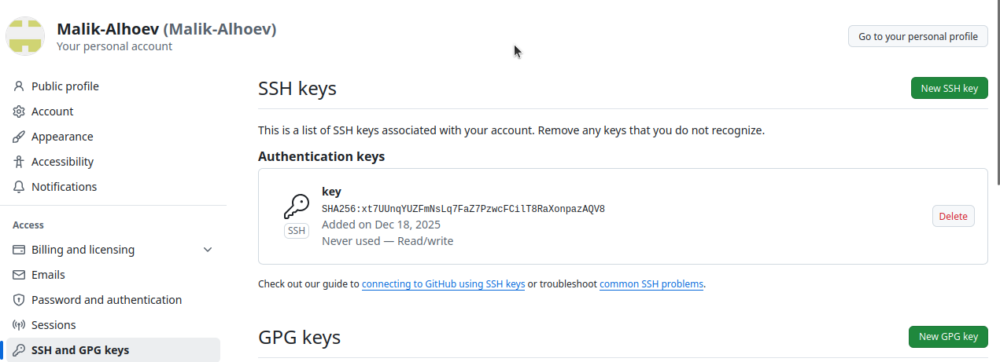 Malik-Alhoev (Malik-Alhoev)
Your personal account
Go to your personal profile
Public profile
Account
Appearance
Accessibility
Notifications
Access
Billing and licensing
Emails
Password and authentication
Sessions
SSH and GPG keys
SSH keys
New SSH key
This is a list of SSH keys associated with your account. Remove any keys that you do not recognize.
Authentication keys
key
SHA256:xt7UUnqYUZFmNsLq7FaZ7PzwcFCilT8RaXonpazAQV8
SSH
Added on Dec 18, 2025
Never used — Read/write
Delete
Check out our guide to connecting to GitHub using SSH keys or troubleshoot common SSH problems.
GPG keys
New GPG key